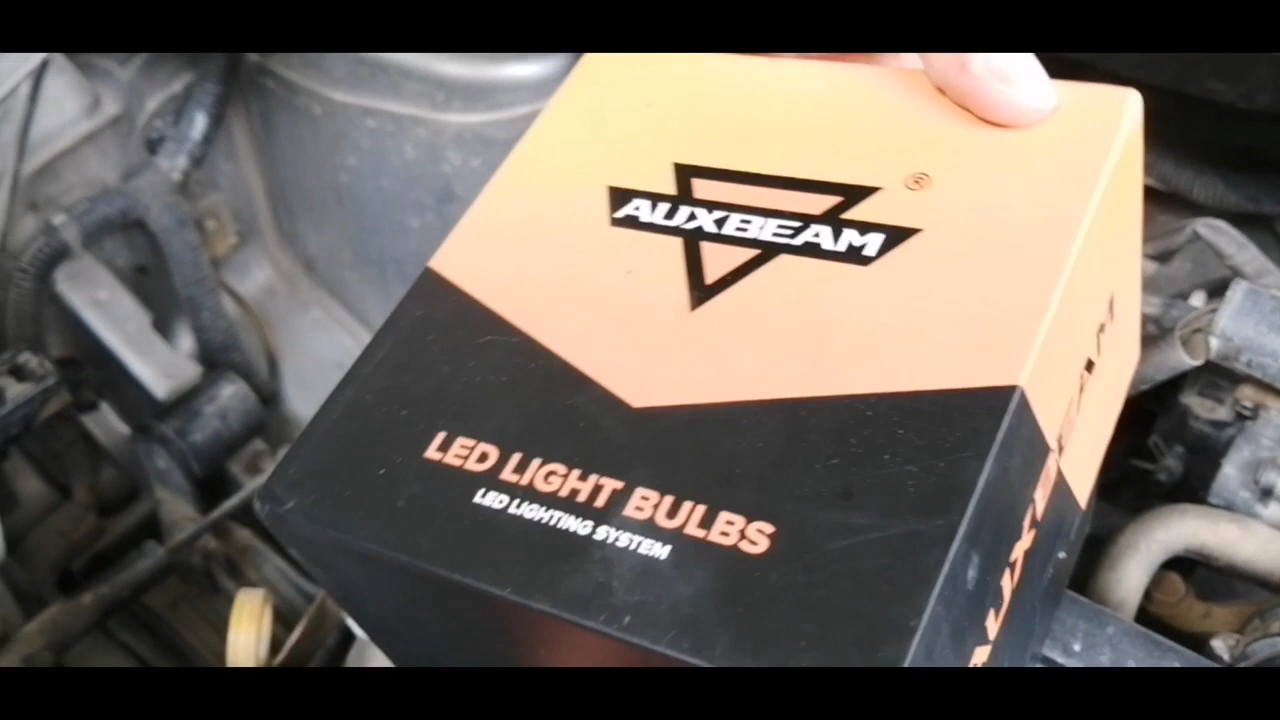 AUXBEAM
®
LED LIGHT BULBS
LED LIGHTING SYSTEM
AUXBEAM